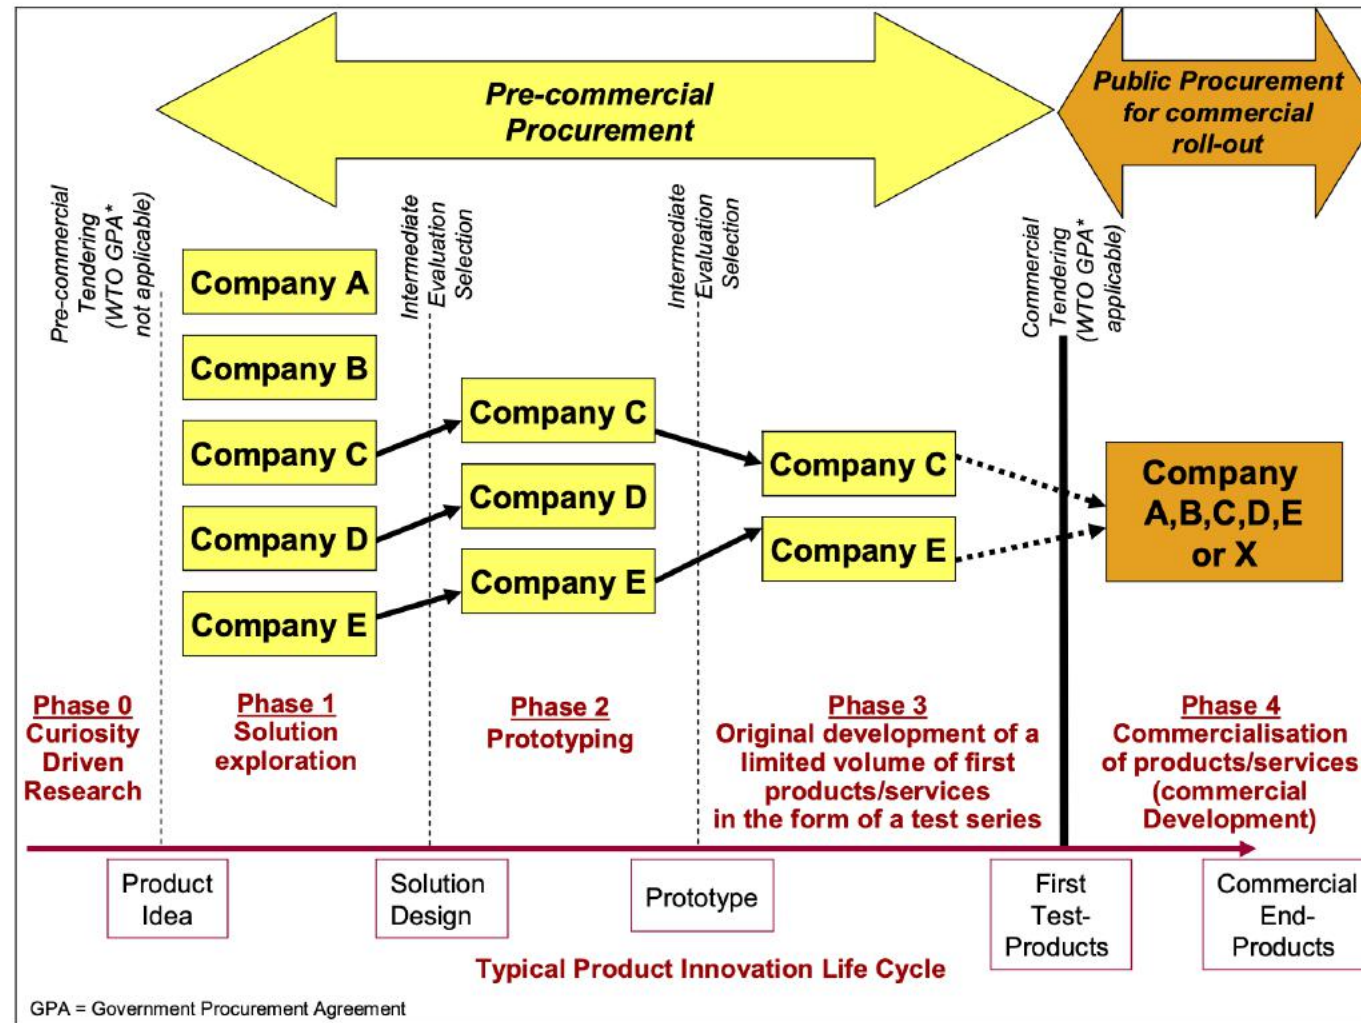 Pre-commercial
Procurement
Public Procurement
for commercial
roll-out
Pre-commercial
Tendering
(WTO GPA*
not applicable)
Intermediate
Evaluation
Selection
Intermediate
Evaluation
Selection
Commercial
Tendering
(WTO GPA*
applicable)
Company A
Company B
Company C
Company D
Company E
Company C
Company D
Company E
Company C
Company E
Company
A,B,C,D,E
or X
Phase 0
Curiosity
Driven
Research
Phase 1
Solution
exploration
Phase 2
Prototyping
Phase 3
Original development of a
limited volume of first
products/services
in the form of a test series
Phase 4
Commercialisation
of products/services
(commercial
Development)
Product
Idea
Solution
Design
Prototype
First
Test-
Products
Commercial
End-
Products
Typical Product Innovation Life Cycle
GPA = Government Procurement Agreement